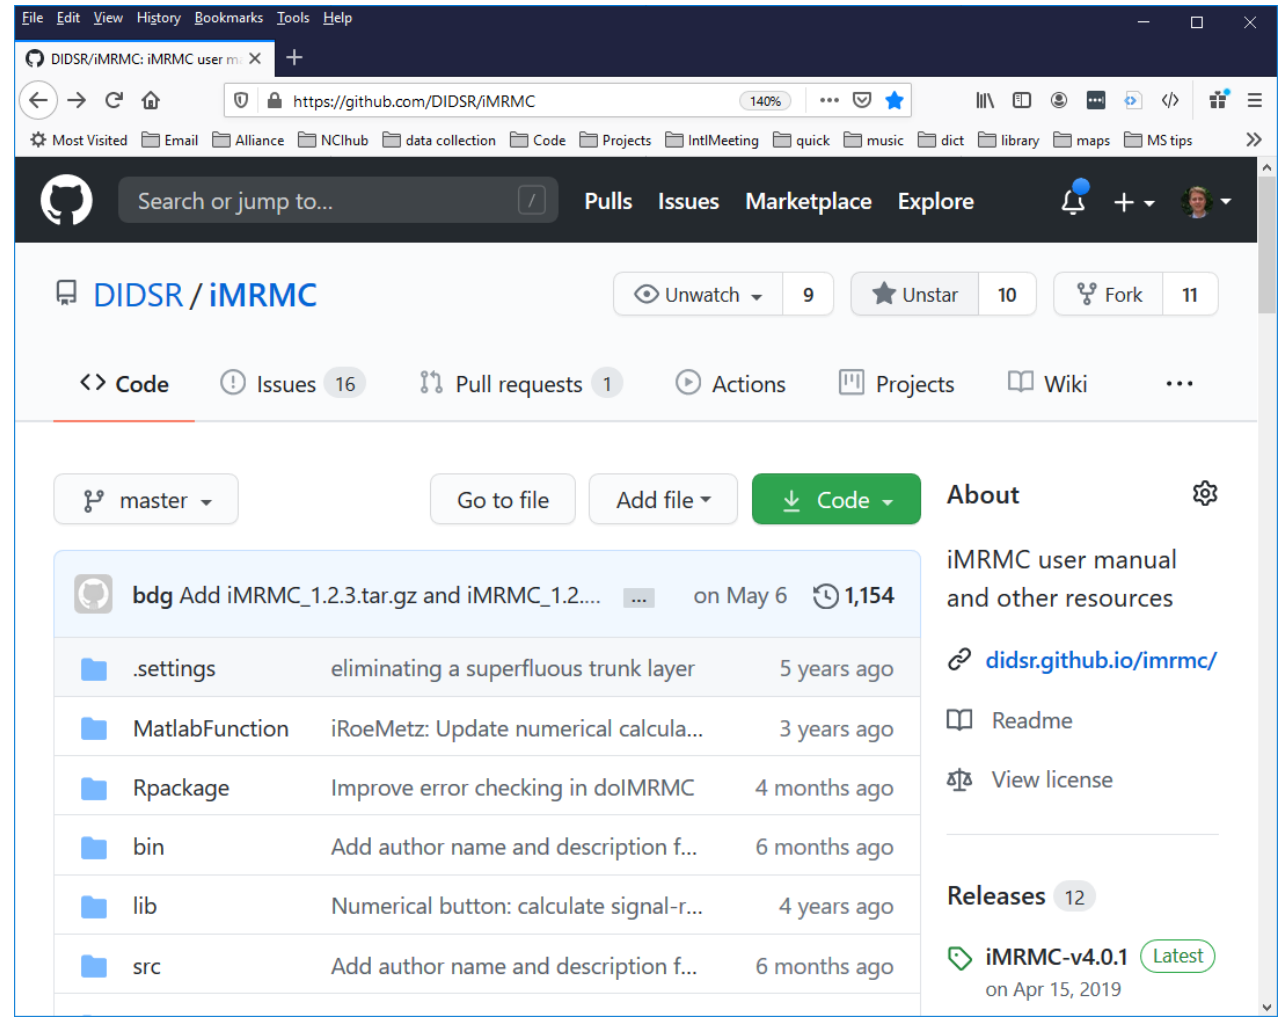 File Edit View History Bookmarks Tools Help
DIDSR/iMRMC: iMRMC user m
https://github.com/DIDSR/iMRMC 140%
Most Visited Email Alliance NCIhub data collection Code Projects IntlMeeting quick music dict library maps MS tips
Search or jump to... / Pulls Issues Marketplace Explore
DIDSR / iMRMC Unwatch 9 Unstar 10 Fork 11
Code Issues 16 Pull requests 1 Actions Projects Wiki ...
master Go to file Add file Code
bdg Add iMRMC_1.2.3.tar.gz and iMRMC_1.2.... ... on May 6 1,154
.settings eliminating a superfluous trunk layer 5 years ago
MatlabFunction iRoeMetz: Update numerical calcula... 3 years ago
Rpackage Improve error checking in doIMRMC 4 months ago
bin Add author name and description f... 6 months ago
lib Numerical button: calculate signal-r... 4 years ago
src Add author name and description f... 6 months ago
About
iMRMC user manual
and other resources
didsr.github.io/imrmc/
Readme
View license
Releases 12
iMRMC-v4.0.1 Latest
on Apr 15, 2019